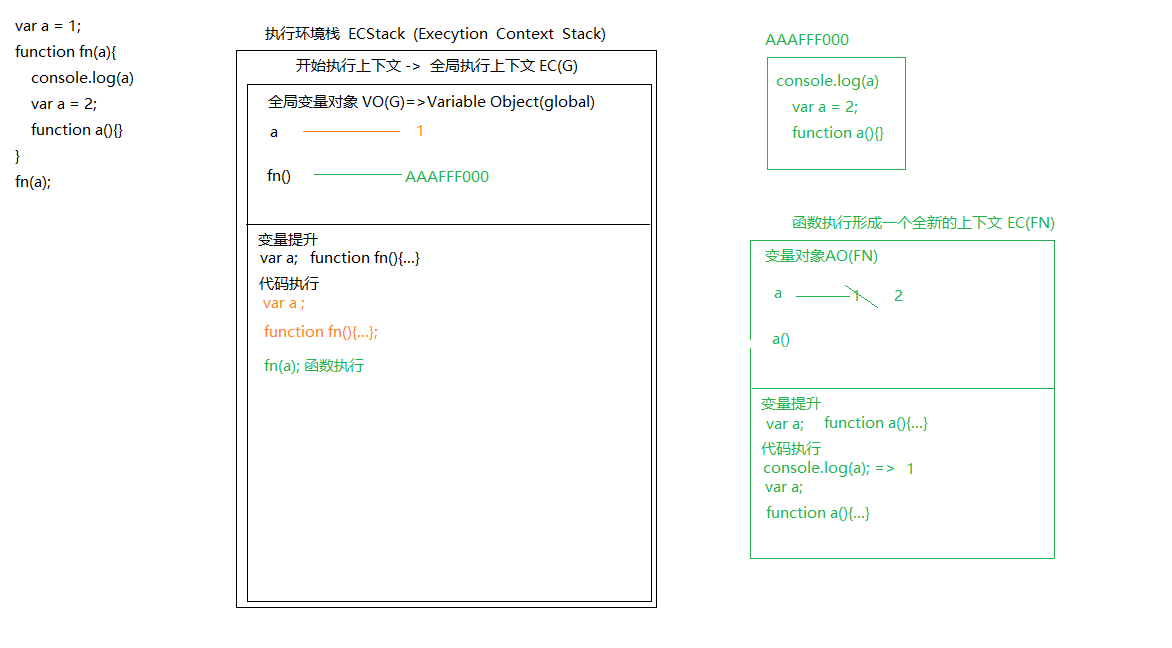 var a = 1;
function fn(a){
console.log(a)
var a = 2;
function a(){}
}
fn(a);
执行环境栈 ECStack (Execytion Context Stack)
开始执行上下文 -> 全局执行上下文 EC(G)
全局变量对象 VO(G)=>Variable Object(global)
a 1
fn() AAAFFF000
变量提升
var a; function fn(){...}
代码执行
var a ;
function fn(){...};
fn(a); 函数执行
AAAFFF000
console.log(a)
var a = 2;
function a(){}
函数执行形成一个全新的上下文 EC(FN)
变量对象AO(FN)
a 1 2
a()
变量提升
var a; function a(){...}
代码执行
console.log(a); => 1
var a;
function a(){...}